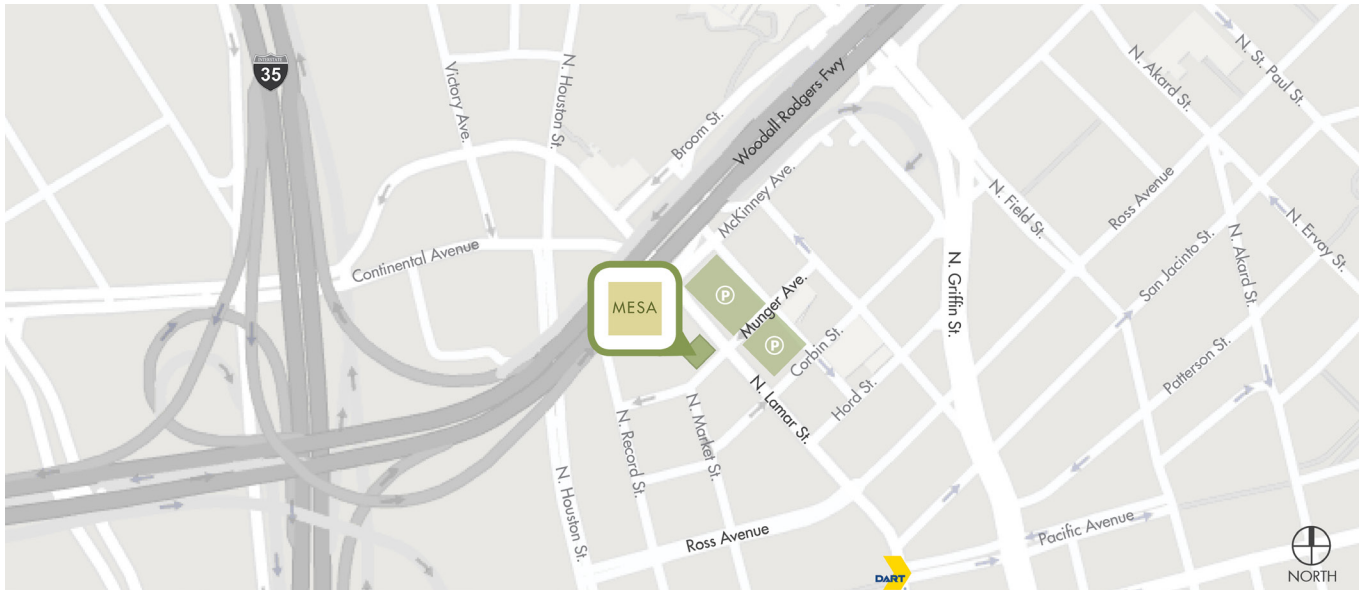 35
Victory Ave.
N. Houston St.
Broom St.
Woodall Rodgers Fwy
McKinney Ave.
N. Akard St.
N. St. Paul St.
N. Field St.
Ross Avenue
N. Ervay St.
San Jacinto St.
N. Akard St.
Continental Avenue
N. Griffin St.
MESA
P
Munger Ave.
P
Corbin St.
Hord St.
Patterson St.
N. Lamar St.
N. Market St.
N. Record St.
N. Houston St.
Ross Avenue
Pacific Avenue
DART
NORTH